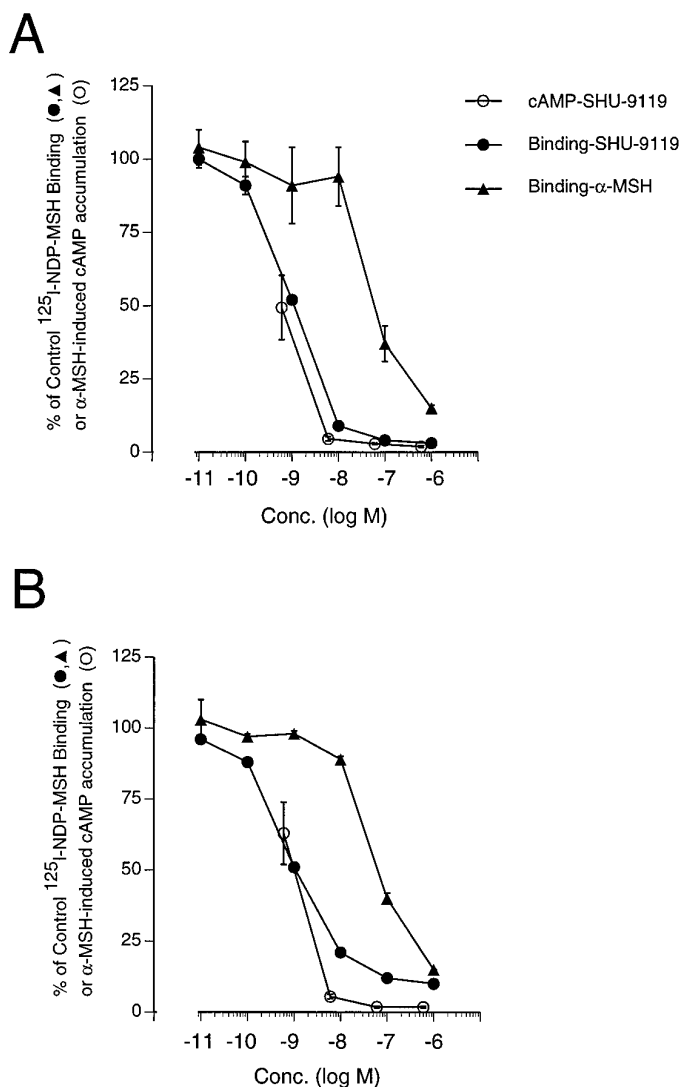 A
% of Control 125I-NDP-MSH Binding (●,▲)
or α-MSH-induced cAMP accumulation (O)
125
100
75
50
25
0
-11 -10 -9 -8 -7 -6
Conc. (log M)
cAMP-SHU-9119
Binding-SHU-9119
Binding-α-MSH
B
% of Control 125I-NDP-MSH Binding (●,▲)
or α-MSH-induced cAMP accumulation (O)
125
100
75
50
25
0
-11 -10 -9 -8 -7 -6
Conc. (log M)